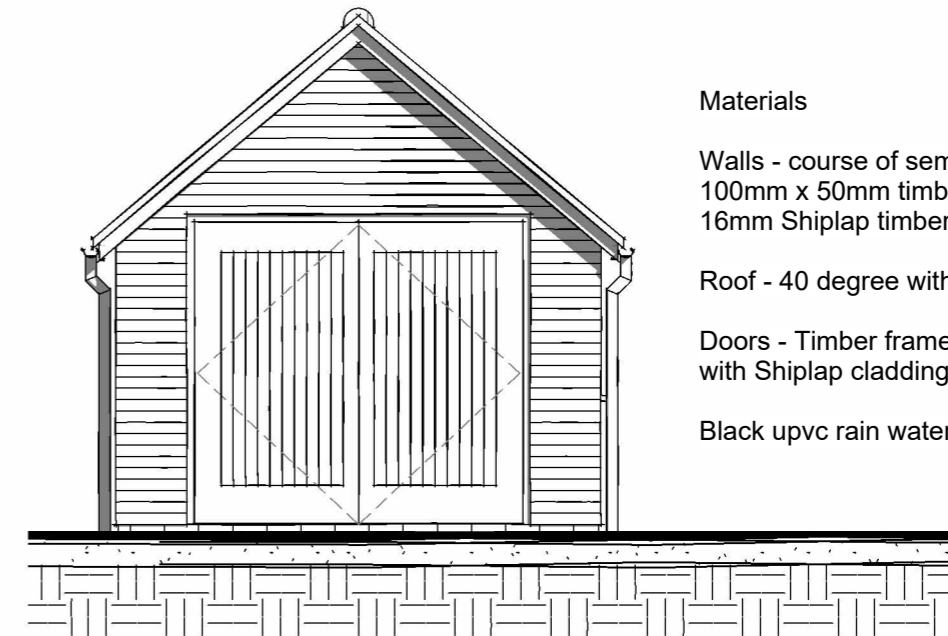 Materials
Walls - course of sem
100mm x 50mm timb
16mm Shiplap timber
Roof - 40 degree with
Doors - Timber frame
with Shiplap cladding
Black upvc rain water